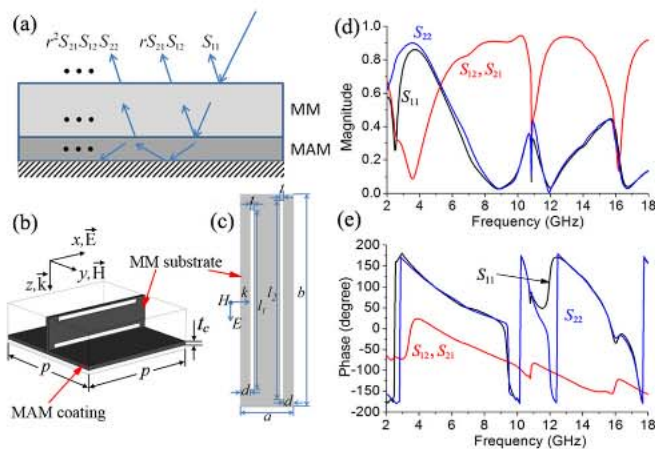 (a)
r²S₂₁S₁₂S₂₂ rS₂₁S₁₂ S₁₁
MM
MAM
(b)
x,E
y,H
z,k
MM substrate
t_c
p p
MAM coating
(c)
t
t
k
H
E
l₁
l₂
b
d
d
a
(d)
1.0
0.8
0.6
0.4
0.2
0.0
Magnitude
S₂₂
S₁₁
S₁₂, S₂₁
2 4 6 8 10 12 14 16 18
Frequency (GHz)
(e)
200
150
100
50
0
-50
-100
-150
-200
Phase (degree)
S₁₁
S₂₂
S₁₂, S₂₁
2 4 6 8 10 12 14 16 18
Frequency (GHz)